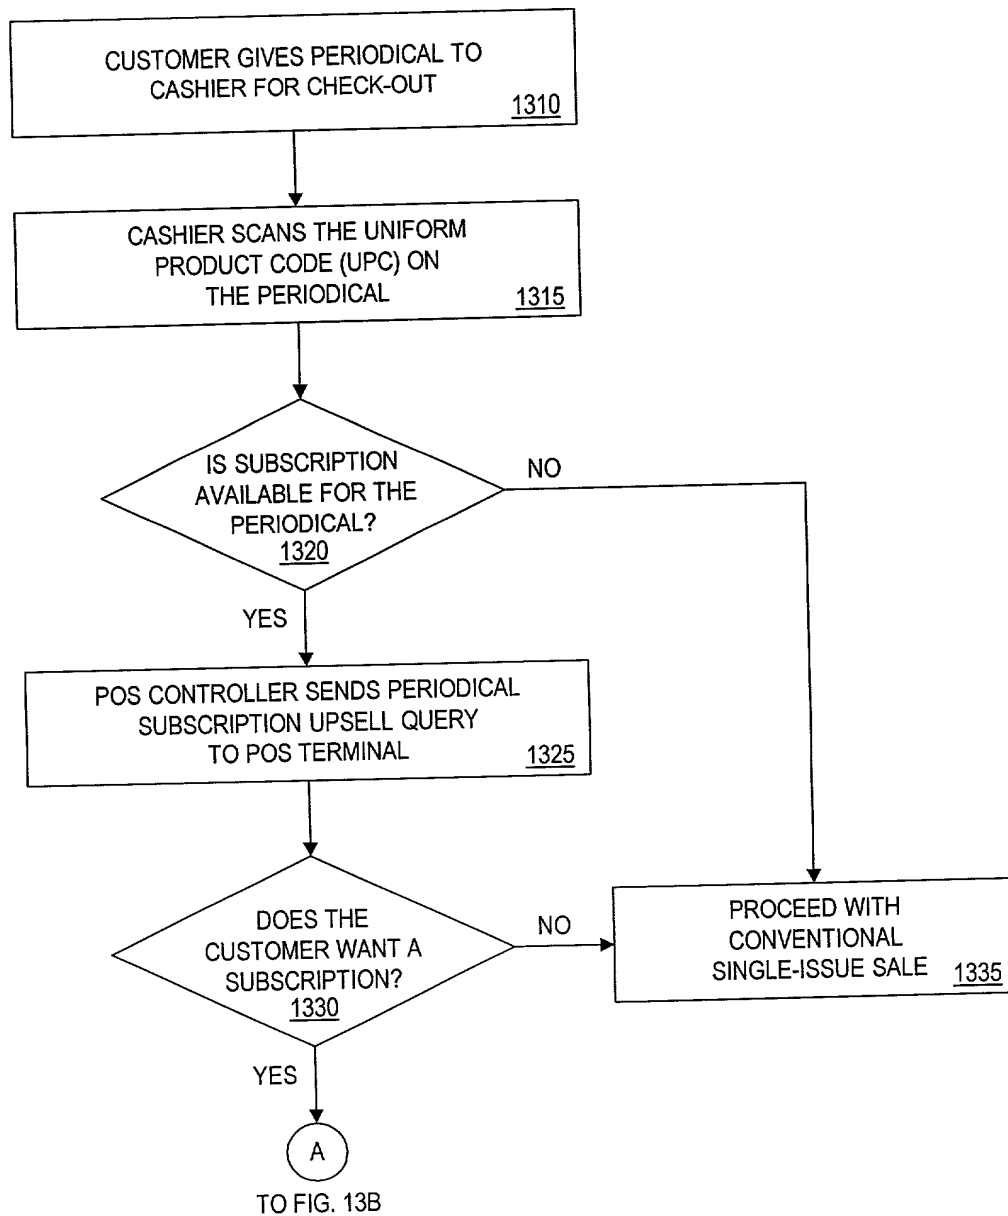 CUSTOMER GIVES PERIODICAL TO
CASHIER FOR CHECK-OUT
1310
CASHIER SCANS THE UNIFORM
PRODUCT CODE (UPC) ON
THE PERIODICAL
1315
IS SUBSCRIPTION
AVAILABLE FOR THE
PERIODICAL?
1320
NO
YES
POS CONTROLLER SENDS PERIODICAL
SUBSCRIPTION UPSELL QUERY
TO POS TERMINAL
1325
DOES THE
CUSTOMER WANT A
SUBSCRIPTION?
1330
NO
PROCEED WITH
CONVENTIONAL
SINGLE-ISSUE SALE
1335
YES
A
TO FIG. 13B